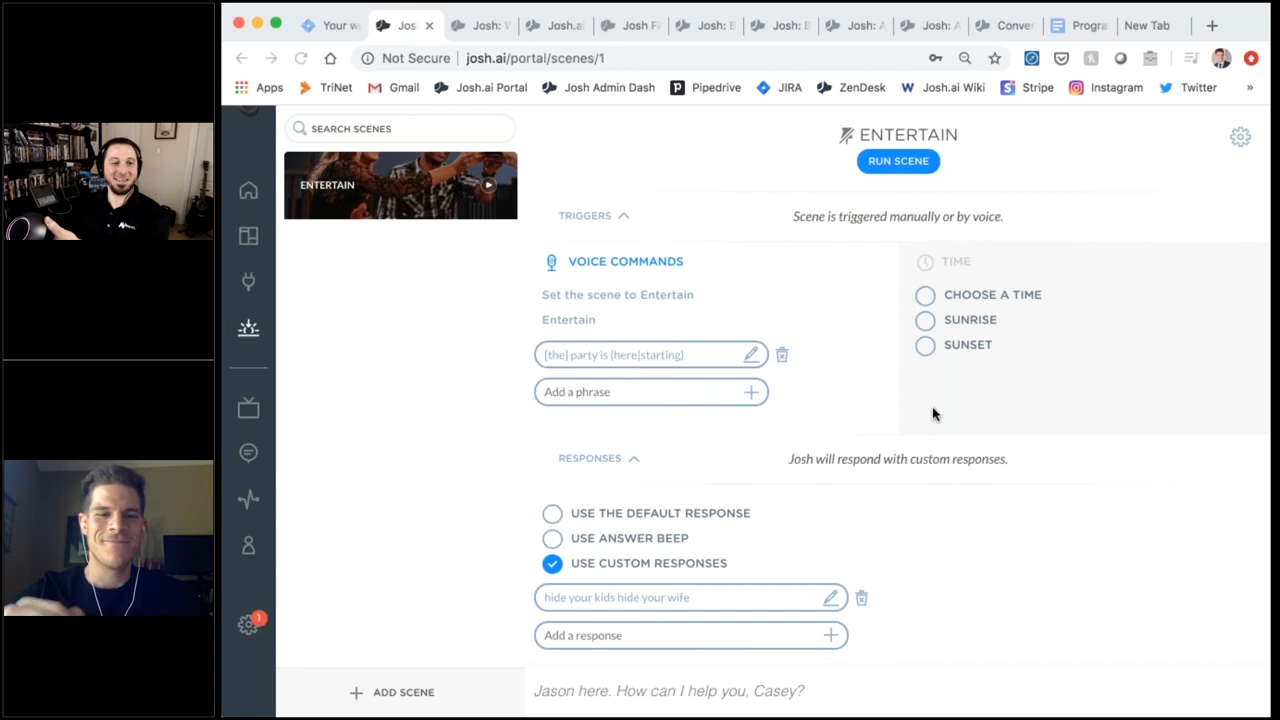 Your w
Jos
Josh: V
Josh.ai
Josh FA
Josh: E
Josh: E
Josh: A
Josh: A
Conver
Progra
New Tab
Not Secure
josh.ai/portal/scenes/1
Apps
TriNet
Gmail
Josh.ai Portal
Josh Admin Dash
Pipedrive
JIRA
ZenDesk
Josh.ai Wiki
Stripe
Instagram
Twitter
»
SEARCH SCENES
ENTERTAIN
ENTERTAIN
RUN SCENE
TRIGGERS
Scene is triggered manually or by voice.
VOICE COMMANDS
Set the scene to Entertain
Entertain
[the] party is (here|starting)
Add a phrase
TIME
CHOOSE A TIME
SUNRISE
SUNSET
RESPONSES
Josh will respond with custom responses.
USE THE DEFAULT RESPONSE
USE ANSWER BEEP
USE CUSTOM RESPONSES
hide your kids hide your wife
Add a response
1
ADD SCENE
Jason here. How can I help you, Casey?